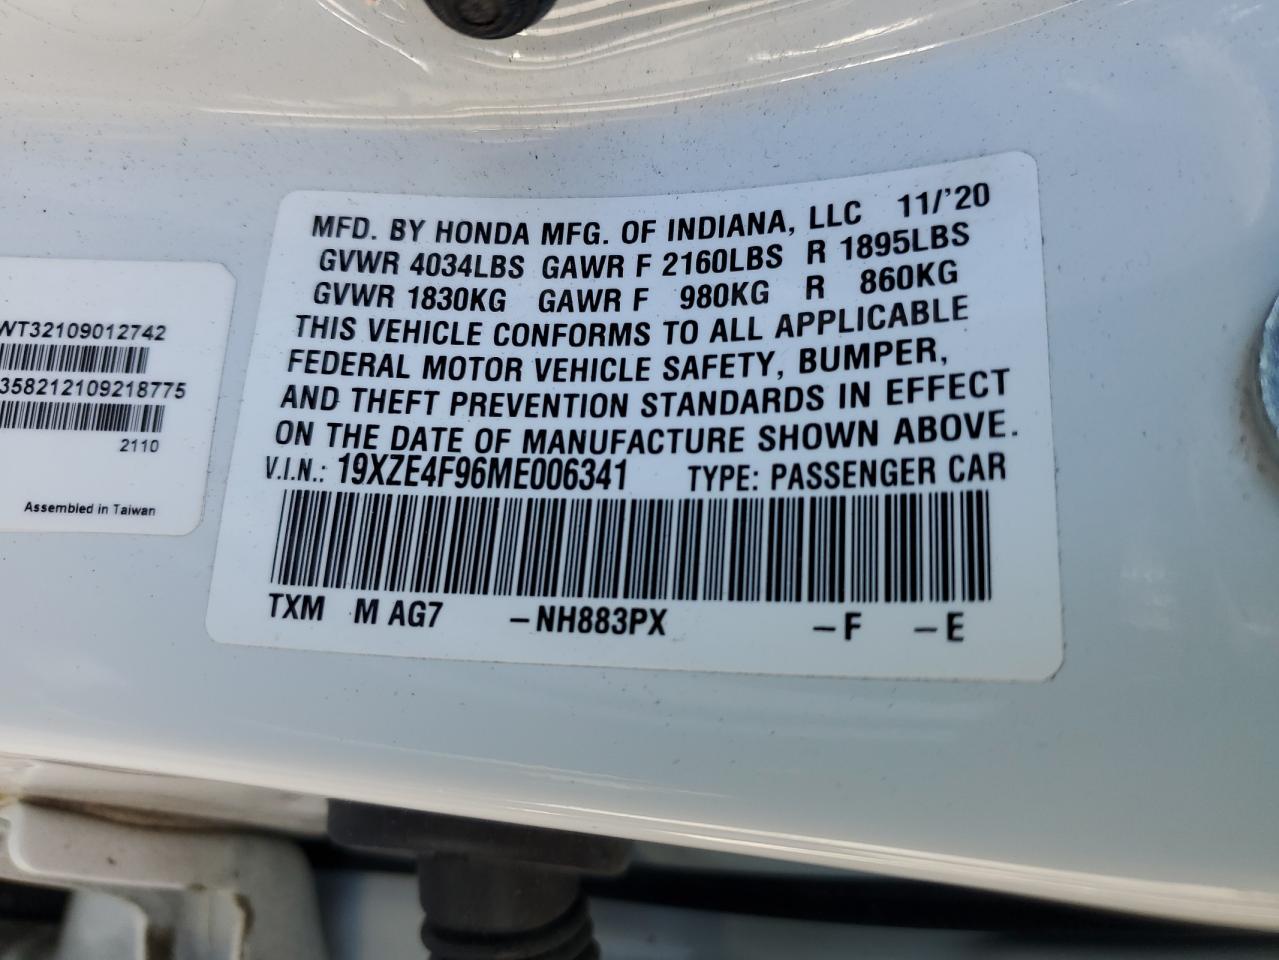 MFD. BY HONDA MFG. OF INDIANA, LLC 11/'20
GVWR 4034LBS GAWR F 2160LBS R 1895LBS
GVWR 1830KG GAWR F 980KG R 860KG
THIS VEHICLE CONFORMS TO ALL APPLICABLE
FEDERAL MOTOR VEHICLE SAFETY, BUMPER,
AND THEFT PREVENTION STANDARDS IN EFFECT
ON THE DATE OF MANUFACTURE SHOWN ABOVE.
V.I.N.: 19XZE4F96ME006341 TYPE: PASSENGER CAR
TXM M AG7 -NH883PX -F -E
WT32109012742
358212109218775
2110
Assembled in Taiwan